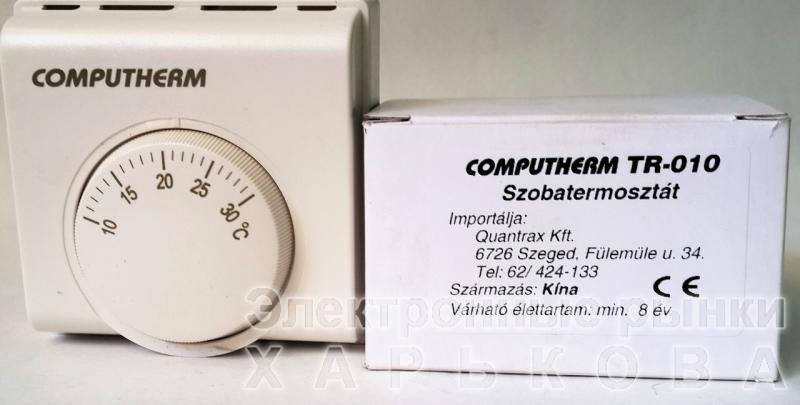 COMPUTHERM
10 15 20 25 30°C
COMPUTHERM TR-010
Szobatermosztát
Importálja:
Quantrax Kft.
6726 Szeged, Fülemüle u. 34.
Tel: 62/ 424-133
Származás: Kína
CE
Várható élettartam: min. 8 év
Электронные рынки
ХАРЬКОВА